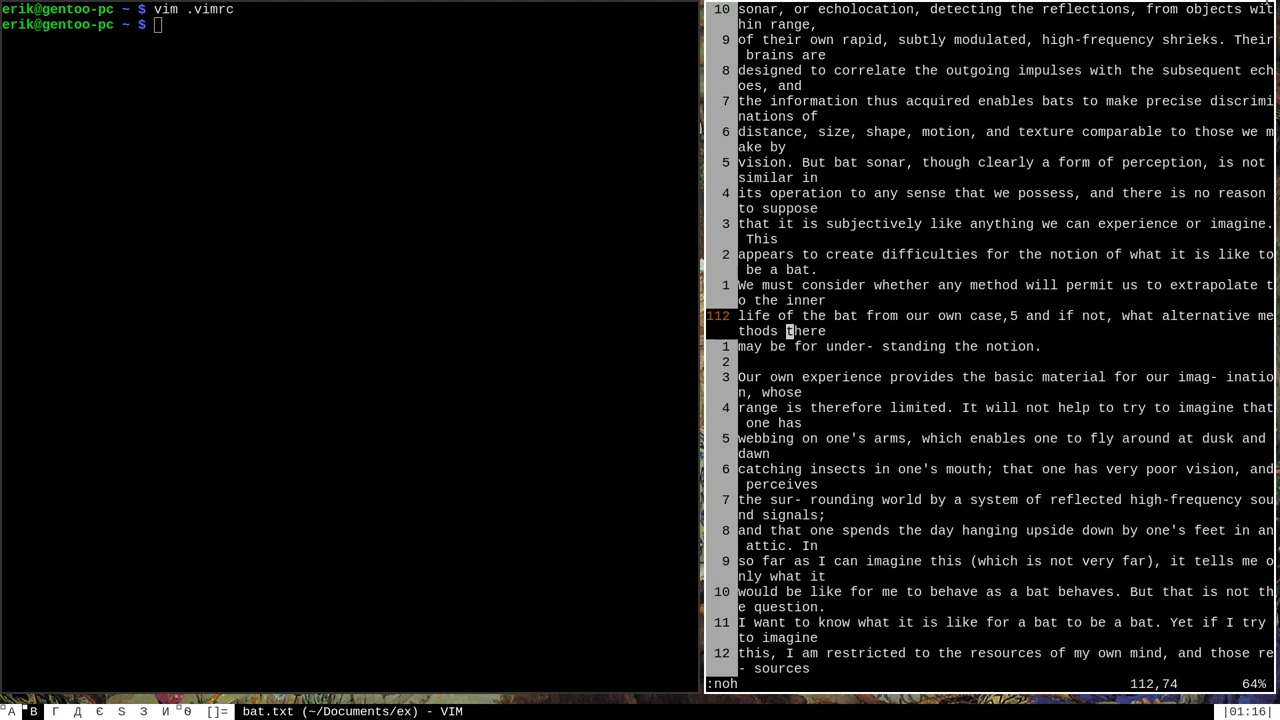 erik@gentoo-pc ~ $ vim .vimrc
erik@gentoo-pc ~ $
10 sonar, or echolocation, detecting the reflections, from objects wit
hin range,
9 of their own rapid, subtly modulated, high-frequency shrieks. Their
brains are
8 designed to correlate the outgoing impulses with the subsequent ech
oes, and
7 the information thus acquired enables bats to make precise discrimi
nations of
6 distance, size, shape, motion, and texture comparable to those we m
ake by
5 vision. But bat sonar, though clearly a form of perception, is not
similar in
4 its operation to any sense that we possess, and there is no reason
to suppose
3 that it is subjectively like anything we can experience or imagine.
This
2 appears to create difficulties for the notion of what it is like to
be a bat.
1 We must consider whether any method will permit us to extrapolate t
o the inner
112 life of the bat from our own case,5 and if not, what alternative me
thods there
1 may be for under- standing the notion.
2
3 Our own experience provides the basic material for our imag- inatio
n, whose
4 range is therefore limited. It will not help to try to imagine that
one has
5 webbing on one's arms, which enables one to fly around at dusk and
dawn
6 catching insects in one's mouth; that one has very poor vision, and
perceives
7 the sur- rounding world by a system of reflected high-frequency sou
nd signals;
8 and that one spends the day hanging upside down by one's feet in an
attic. In
9 so far as I can imagine this (which is not very far), it tells me o
nly what it
10 would be like for me to behave as a bat behaves. But that is not th
e question.
11 I want to know what it is like for a bat to be a bat. Yet if I try
to imagine
12 this, I am restricted to the resources of my own mind, and those re
- sources
:noh 112,74 64%
А В Г Д Є Ѕ З И Ѳ []= bat.txt (~/Documents/ex) - VIM |01:16|